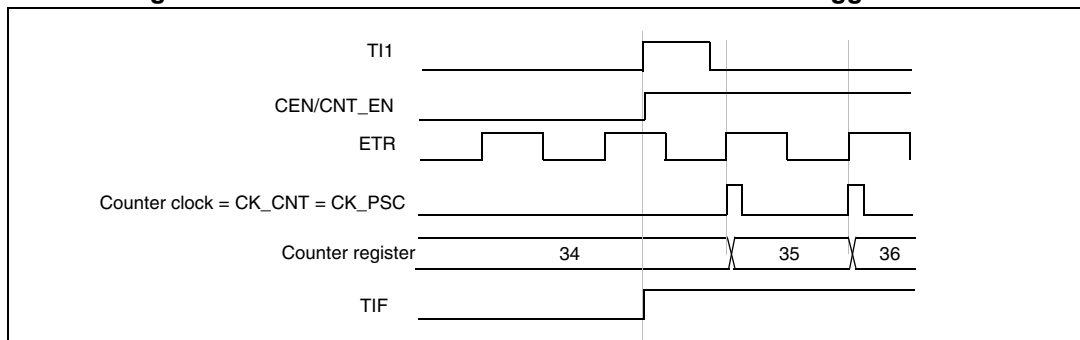 TI1
CEN/CNT_EN
ETR
Counter clock = CK_CNT = CK_PSC
Counter register
34
35
36
TIF